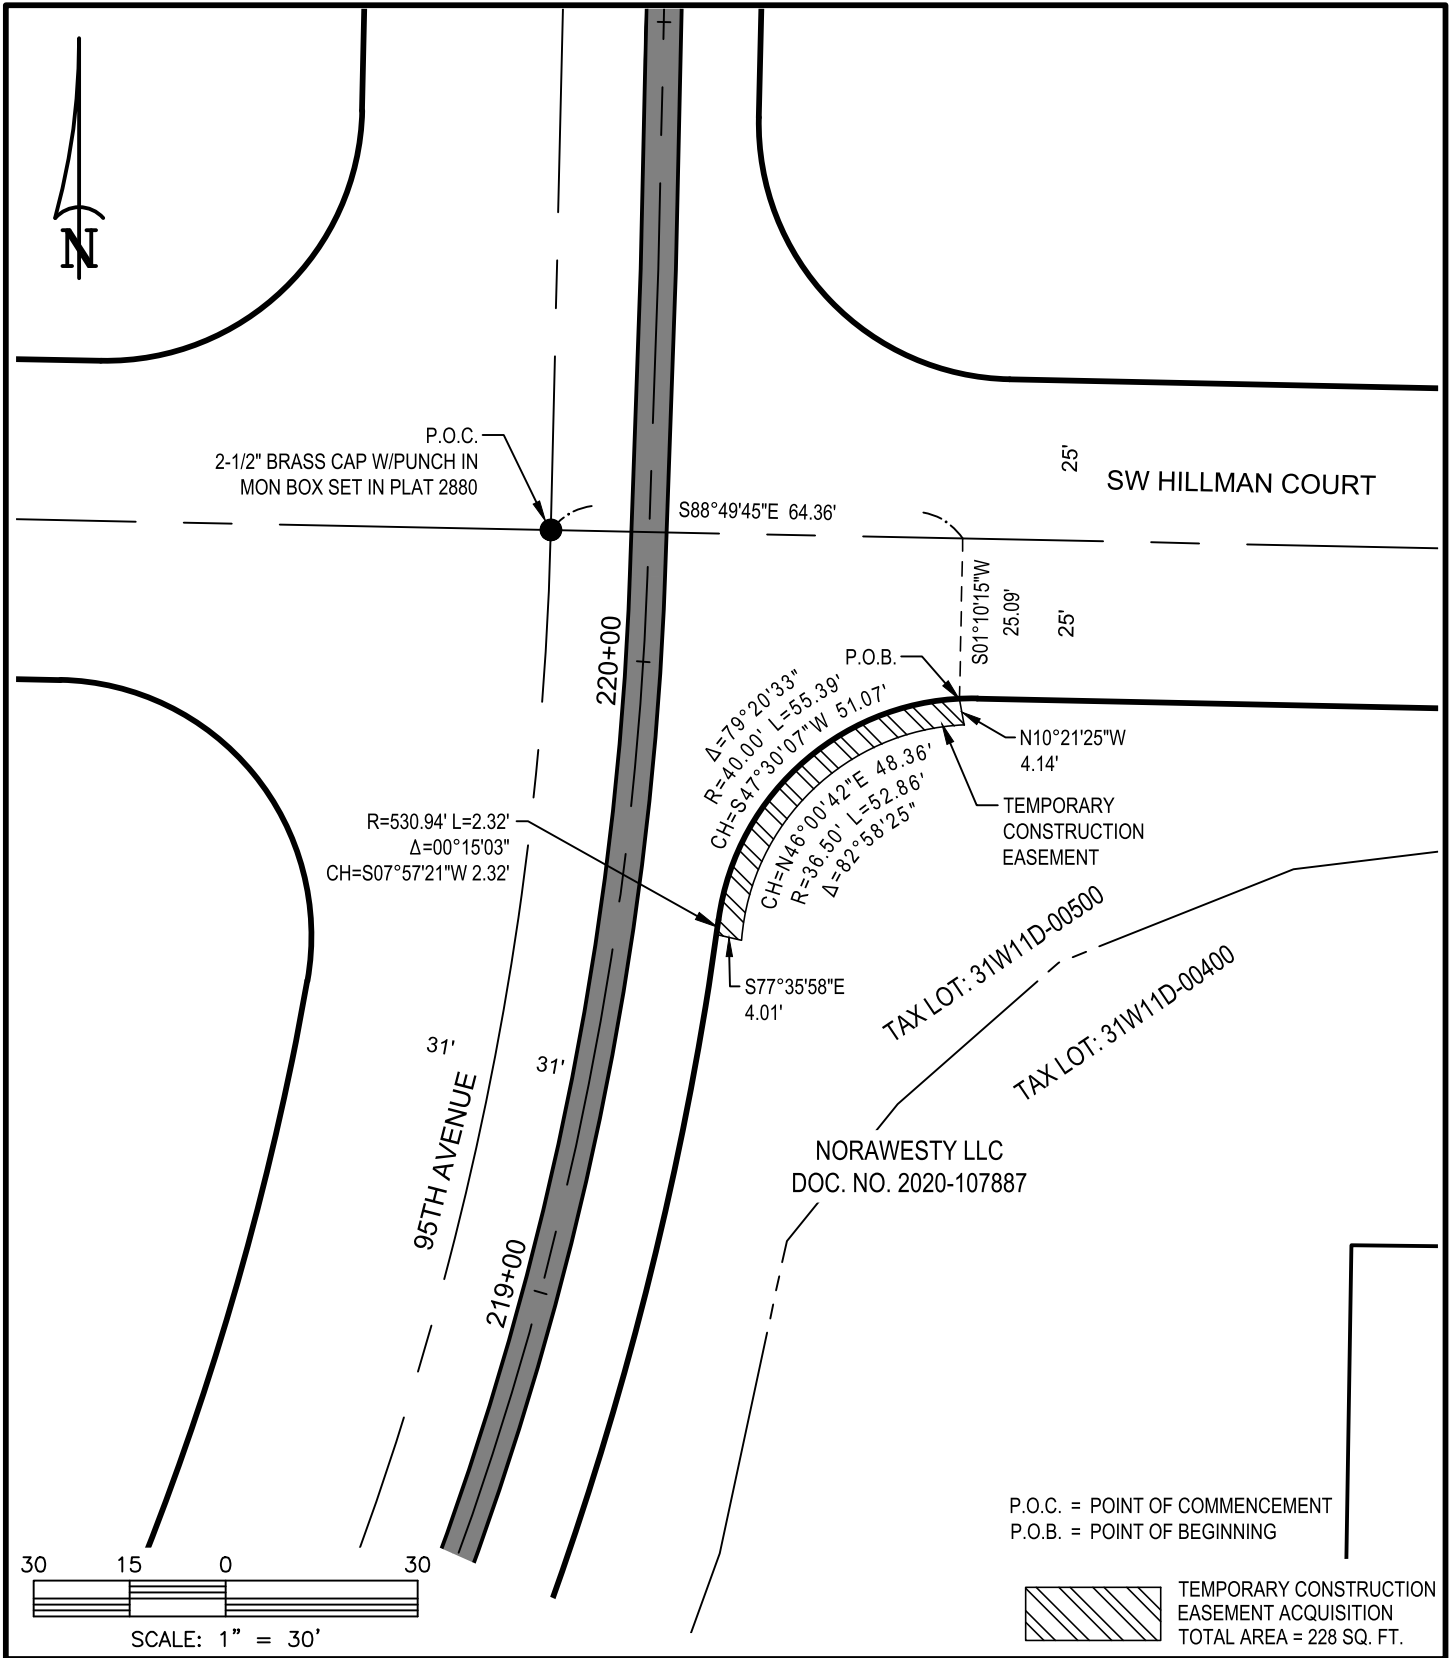 N
P.O.C.
2-1/2" BRASS CAP W/PUNCH IN
MON BOX SET IN PLAT 2880
25'
SW HILLMAN COURT
S88°49'45"E 64.36'
S01°10'15"W
25.09'
25'
220+00
P.O.B.
Δ=79°20'33"
R=40.00' L=55.39'
CH=S47°30'07"W 51.07'
N10°21'25"W
4.14'
CH=N46°00'42"E 48.36'
R=36.50' L=52.86'
Δ=82°58'25"
TEMPORARY
CONSTRUCTION
EASEMENT
R=530.94' L=2.32'
Δ=00°15'03"
CH=S07°57'21"W 2.32'
S77°35'58"E
4.01'
TAX LOT: 31W11D-00500
TAX LOT: 31W11D-00400
31'
31'
95TH AVENUE
NORAWESTY LLC
DOC. NO. 2020-107887
219+00
P.O.C. = POINT OF COMMENCEMENT
P.O.B. = POINT OF BEGINNING
30 15 0 30
SCALE: 1" = 30'
TEMPORARY CONSTRUCTION
EASEMENT ACQUISITION
TOTAL AREA = 228 SQ. FT.